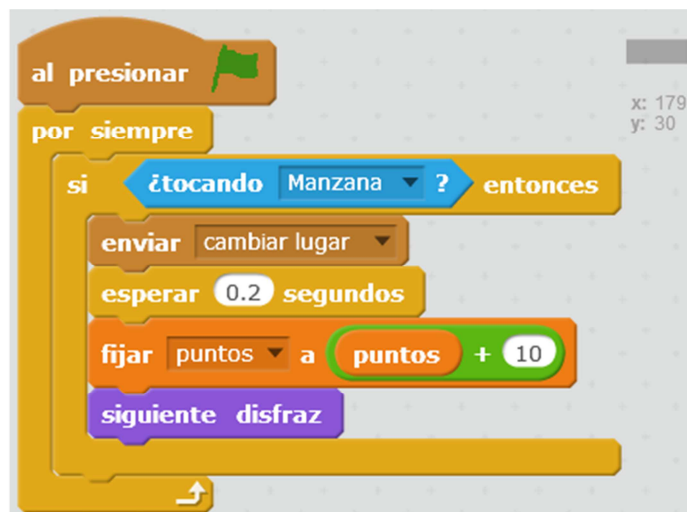 al presionar
x: 179
y: 30
por siempre
si ¿tocando Manzana ? entonces
enviar cambiar lugar
esperar 0.2 segundos
fijar puntos a puntos + 10
siguiente disfraz